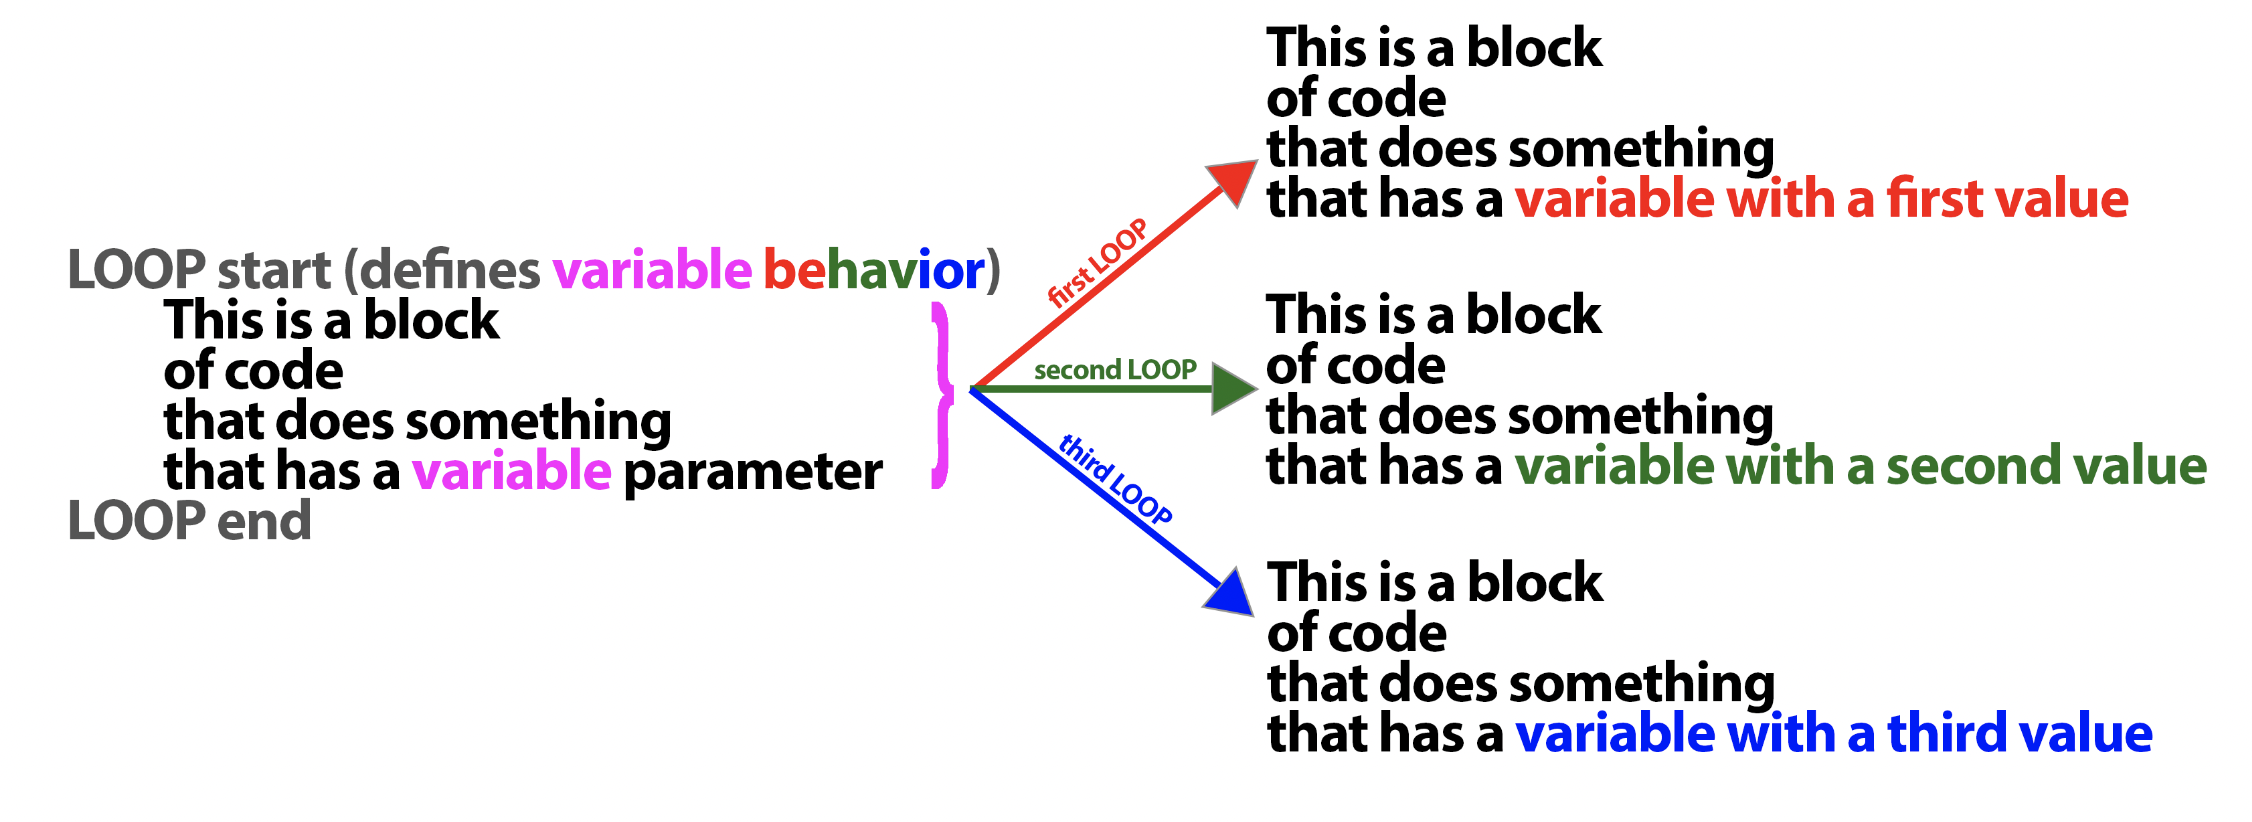 LOOP start (defines variable behavior)
This is a block
of code
that does something
that has a variable parameter
LOOP end
first LOOP
second LOOP
third LOOP
This is a block
of code
that does something
that has a variable with a first value
This is a block
of code
that does something
that has a variable with a second value
This is a block
of code
that does something
that has a variable with a third value